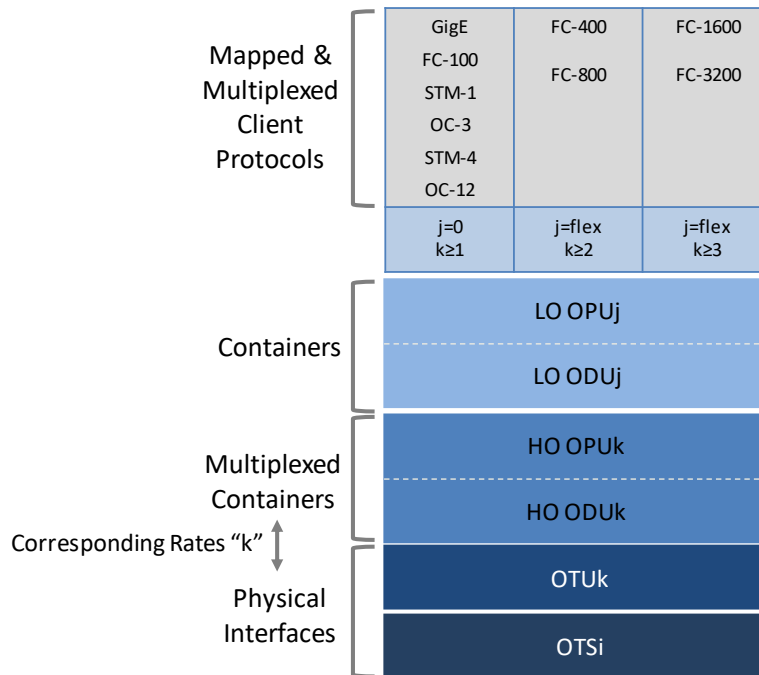 Mapped &
Multiplexed
Client
Protocols
GigE
FC-100
STM-1
OC-3
STM-4
OC-12
FC-400
FC-800
FC-1600
FC-3200
j=0
k≥1
j=flex
k≥2
j=flex
k≥3
Containers
LO OPUj
LO ODUj
Multiplexed
Containers
HO OPUk
HO ODUk
Corresponding Rates “k”
Physical
Interfaces
OTUk
OTSi